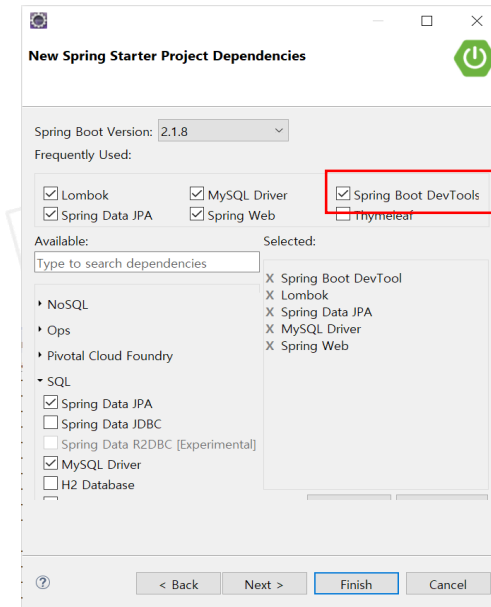 New Spring Starter Project Dependencies
Spring Boot Version: 2.1.8
Frequently Used:
Lombok MySQL Driver Spring Boot DevTools
Spring Data JPA Spring Web Thymeleaf
Available: Selected:
Type to search dependencies
X Spring Boot DevTool
X Lombok
X Spring Data JPA
X MySQL Driver
X Spring Web
NoSQL
Ops
Pivotal Cloud Foundry
SQL
Spring Data JPA
Spring Data JDBC
Spring Data R2DBC [Experimental]
MySQL Driver
H2 Database
? < Back Next > Finish Cancel